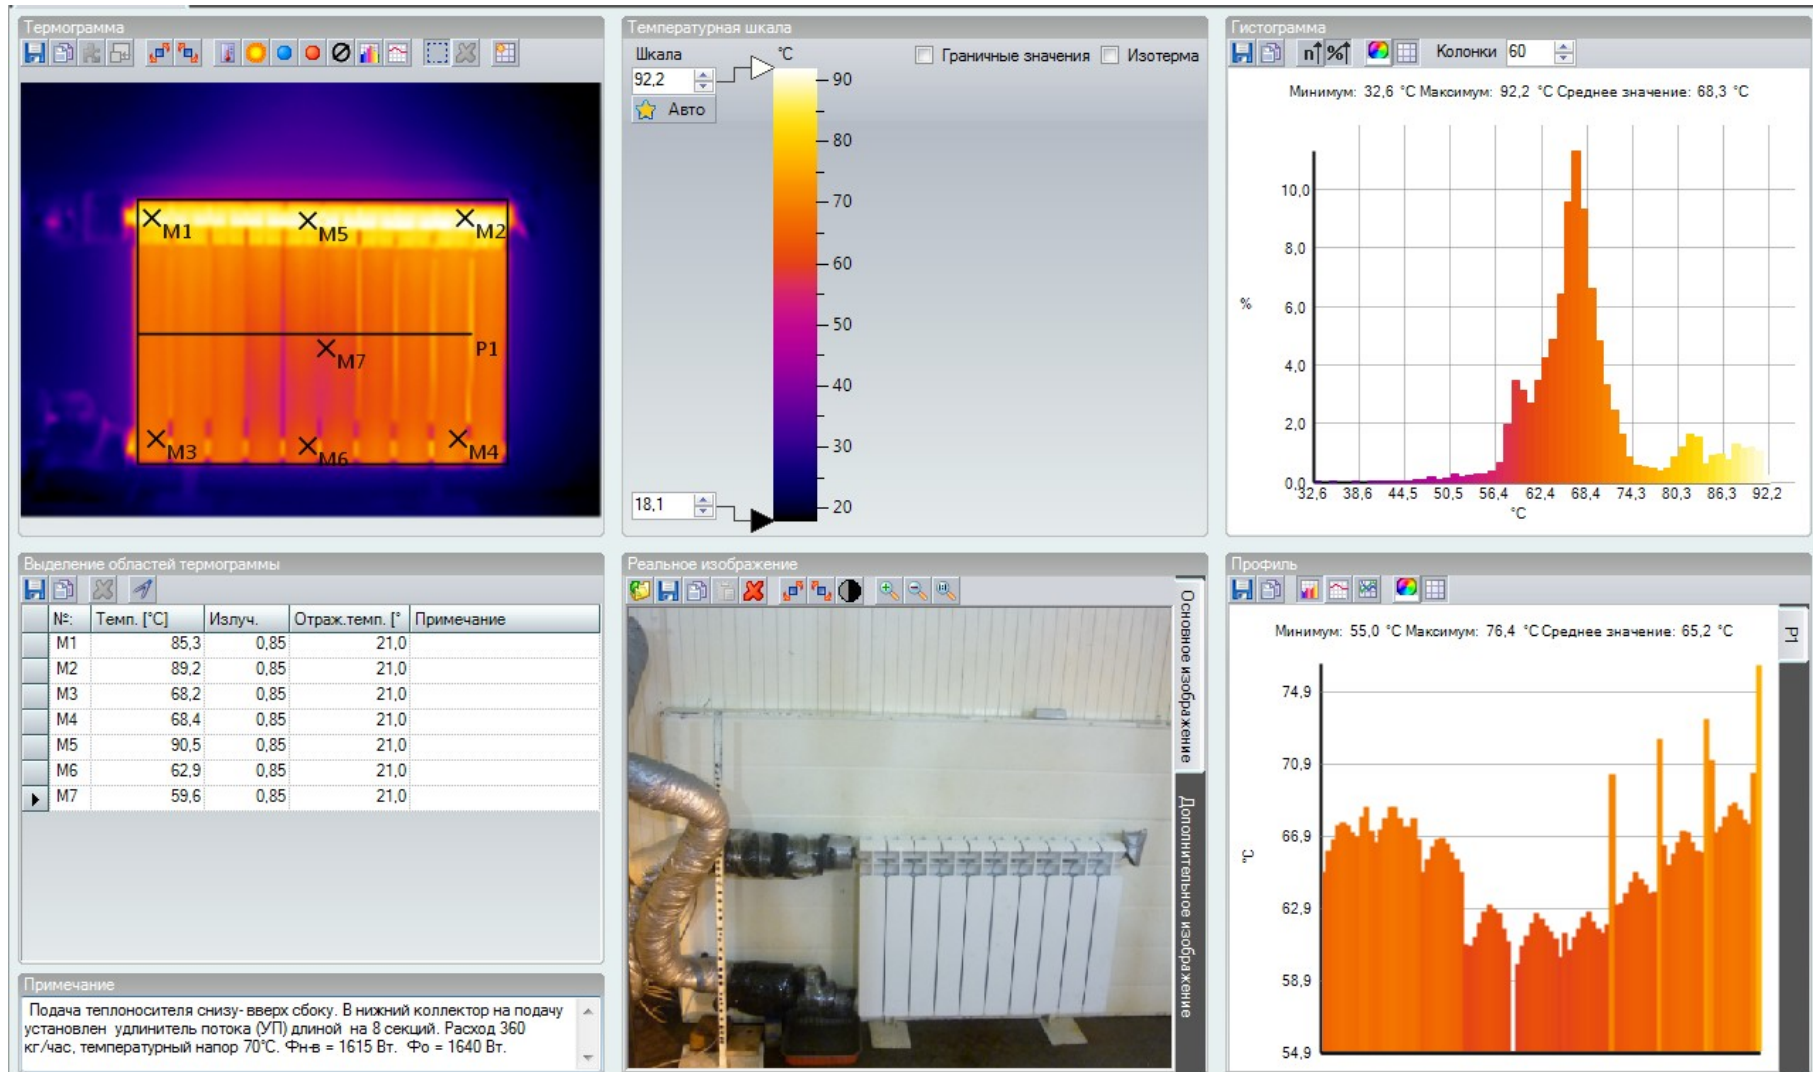 Термограмма
M1
M5
M2
P1
M7
M3
M6
M4
Температурная шкала
Шкала
°C
Граничные значения
Изотерма
92,2
Авто
90
80
70
60
50
40
30
20
18,1
Гистограмма
n %
Колонки 60
Минимум: 32,6 °C Максимум: 92,2 °C Среднее значение: 68,3 °C
10,0
8,0
%
6,0
4,0
2,0
0,0
32,6 38,6 44,5 50,5 56,4 62,4 68,4 74,3 80,3 86,3 92,2
°C
Выделение областей термограммы
№: Темп. [°C] Излуч. Отраж.темп. [° Примечание
M1 85,3 0,85 21,0
M2 89,2 0,85 21,0
M3 68,2 0,85 21,0
M4 68,4 0,85 21,0
M5 90,5 0,85 21,0
M6 62,9 0,85 21,0
M7 59,6 0,85 21,0
Примечание
Подача теплоносителя снизу- вверх сбоку. В нижний коллектор на подачу
установлен удлинитель потока (УП) длиной на 8 секций. Расход 360
кг/час, температурный напор 70°С. Фн-в = 1615 Вт. Фо = 1640 Вт.
Реальное изображение
Основное изображение
Дополнительное изображение
Профиль
P1
Минимум: 55,0 °C Максимум: 76,4 °C Среднее значение: 65,2 °C
74,9
70,9
66,9
°C
62,9
58,9
54,9